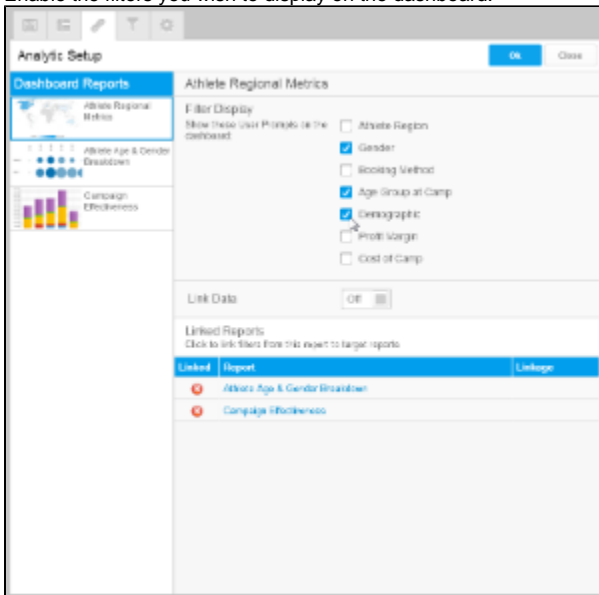 Enable the filters you wish to display on the dashboard.
Analytic Setup
Ok
Close
Dashboard Reports
Athlete Regional
Metrics
Athlete Age & Gender
Breakdown
Campaign
Effectiveness
Athlete Regional Metrics
Filter Display
Show these User Prompts on the
dashboard
Athlete Region
Gender
Booking Method
Age Group at Camp
Demographic
Profit Margin
Cost of Camp
Link Data
Off
Linked Reports
Click to link filters from this report to target reports
Linked Report Linkage
Athlete Age & Gender Breakdown
Campaign Effectiveness